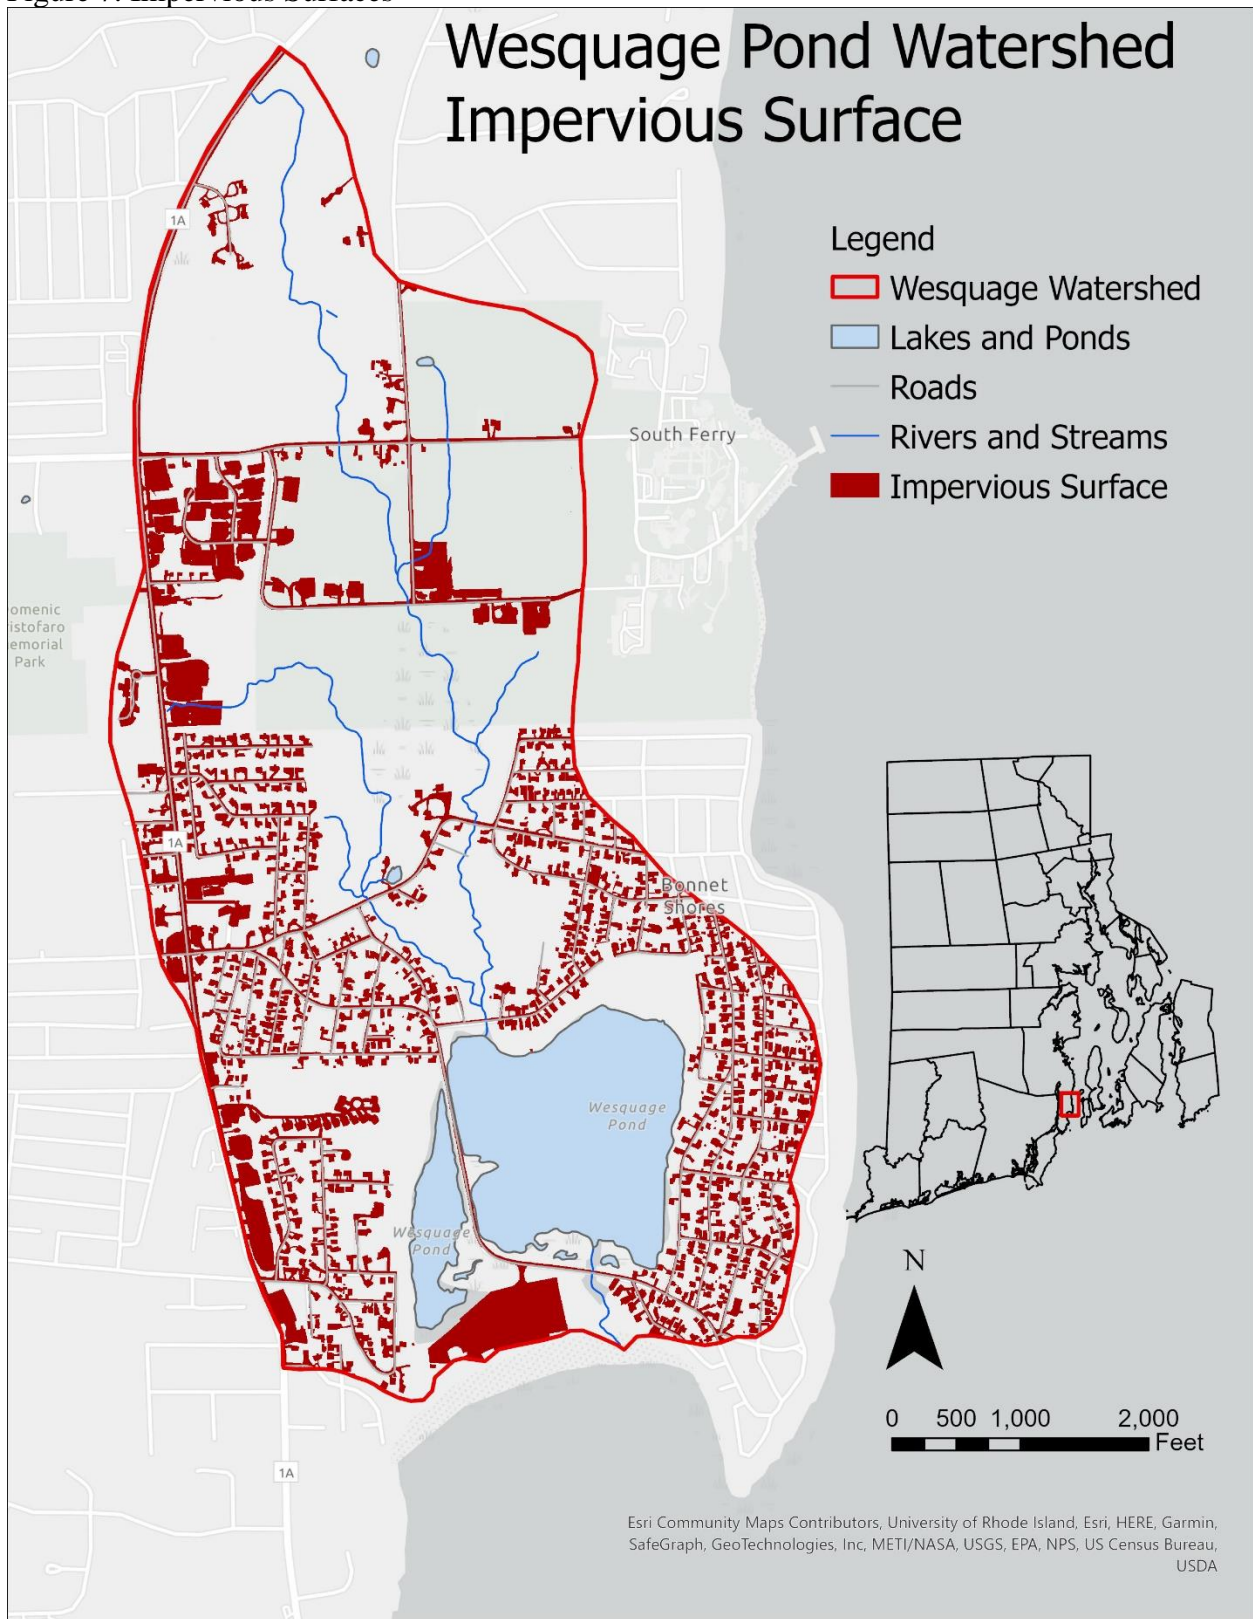 Wesquage Pond Watershed
Impervious Surface
1A
Legend
Wesquage Watershed
Lakes and Ponds
Roads
Rivers and Streams
Impervious Surface
South Ferry
omenic
istofaro
emorial
Park
1A
Bonnet
Shores
Wesquage
Pond
Wesquage
Pond
N
0 500 1,000 2,000
Feet
1A
Esri Community Maps Contributors, University of Rhode Island, Esri, HERE, Garmin,
SafeGraph, GeoTechnologies, Inc, METI/NASA, USGS, EPA, NPS, US Census Bureau,
USDA